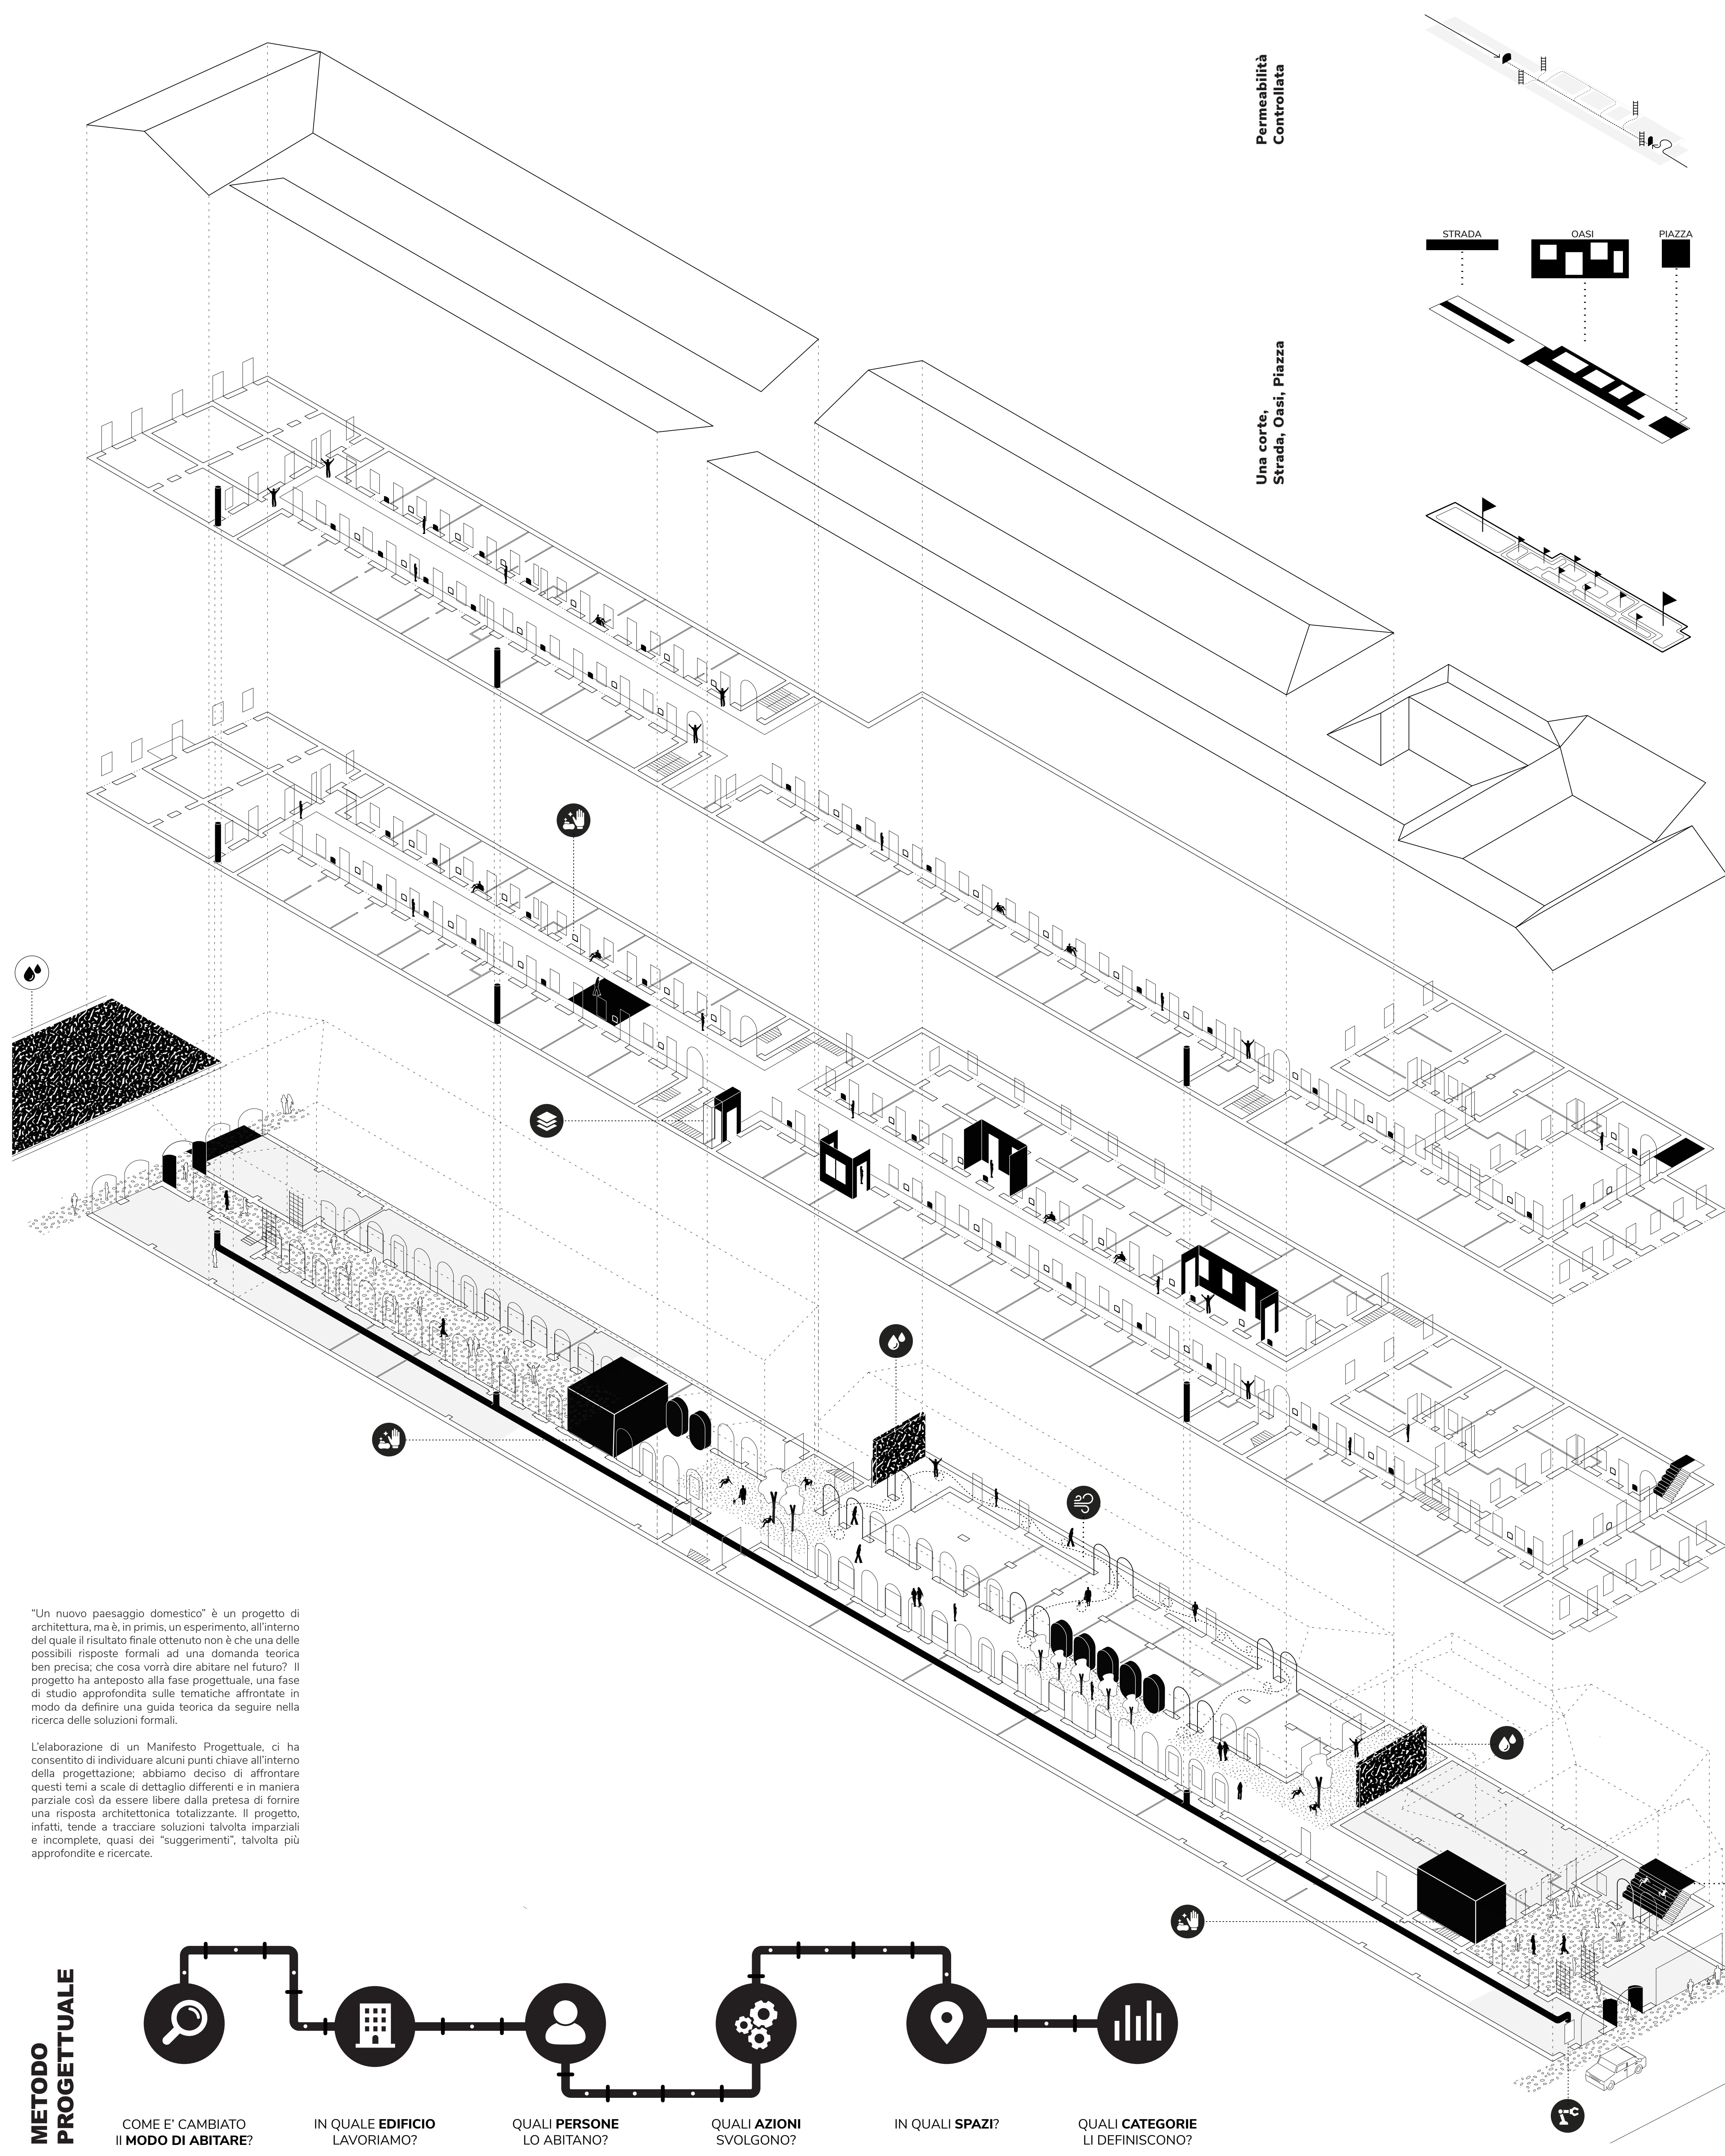 Permeabilità
Controllata
STRADA
OASI
PIAZZA
Una corte,
Strada, Oasi, Piazza
“Un nuovo paesaggio domestico” è un progetto di
architettura, ma è, in primis, un esperimento, all’interno
del quale il risultato finale ottenuto non è che una delle
possibili risposte formali ad una domanda teorica
ben precisa; che cosa vorrà dire abitare nel futuro? Il
progetto ha anteposto alla fase progettuale, una fase
di studio approfondita sulle tematiche affrontate in
modo da definire una guida teorica da seguire nella
ricerca delle soluzioni formali.
L’elaborazione di un Manifesto Progettuale, ci ha
consentito di individuare alcuni punti chiave all’interno
della progettazione; abbiamo deciso di affrontare
questi temi a scale di dettaglio differenti e in maniera
parziale così da essere libere dalla pretesa di fornire
una risposta architettonica totalizzante. Il progetto,
infatti, tende a tracciare soluzioni talvolta imparziali
e incomplete, quasi dei “suggerimenti”, talvolta più
approfondite e ricercate.
METODO
PROGETTUALE
COME E’ CAMBIATO
Il MODO DI ABITARE?
IN QUALE EDIFICIO
LAVORIAMO?
QUALI PERSONE
LO ABITANO?
QUALI AZIONI
SVOLGONO?
IN QUALI SPAZI?
QUALI CATEGORIE
LI DEFINISCONO?